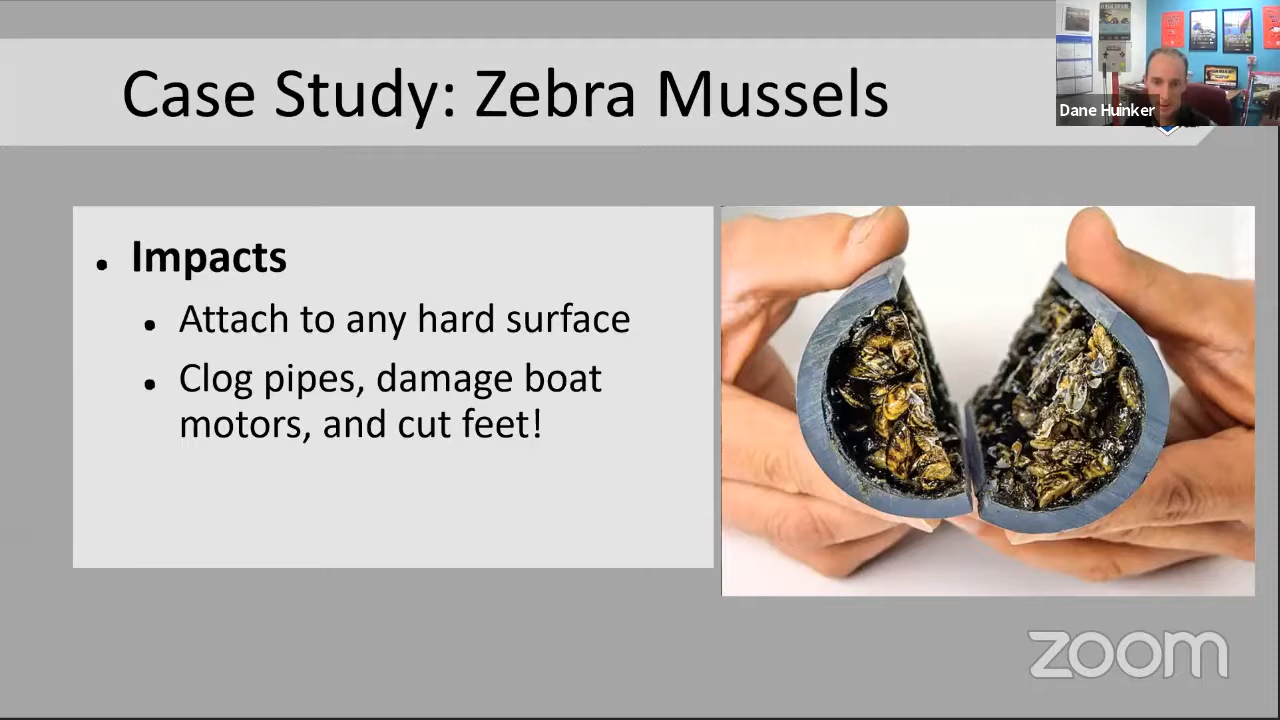 Case Study: Zebra Mussels
Dane Huinker
Impacts
Attach to any hard surface
Clog pipes, damage boat
motors, and cut feet!
zoom